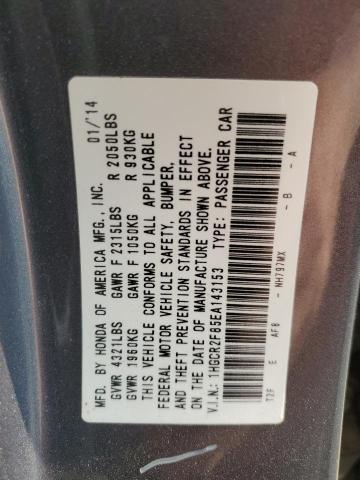 MFD. BY HONDA OF AMERICA MFG., INC. 01/'14
GVWR 4321LBS GAWR F 2315LBS R 2050LBS
GVWR 1960KG GAWR F 1050KG R 930KG
THIS VEHICLE CONFORMS TO ALL APPLICABLE
FEDERAL MOTOR VEHICLE SAFETY, BUMPER,
AND THEFT PREVENTION STANDARDS IN EFFECT
ON THE DATE OF MANUFACTURE SHOWN ABOVE.
V.I.N.: 1HGCR2F85EA143153 TYPE: PASSENGER CAR
T2F E AF8 - NH797MX - B - A